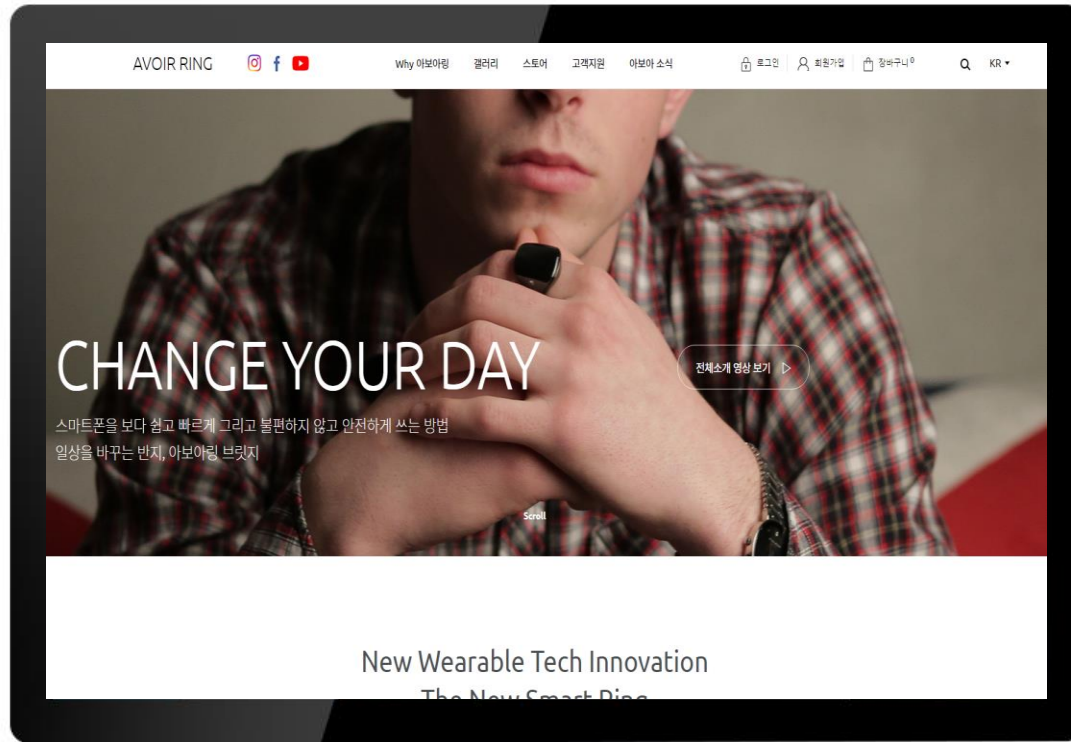 AVOIR RING
Why 아보아링 갤러리 스토어 고객지원 아보아 소식
로그인 회원가입 장바구니 0
KR
CHANGE YOUR DAY
전체소개 영상 보기
스마트폰을 보다 쉽고 빠르게 그리고 불편하지 않고 안전하게 쓰는 방법
일상을 바꾸는 반지, 아보아링 브릿지
Scroll
New Wearable Tech Innovation
The New Smart Ring